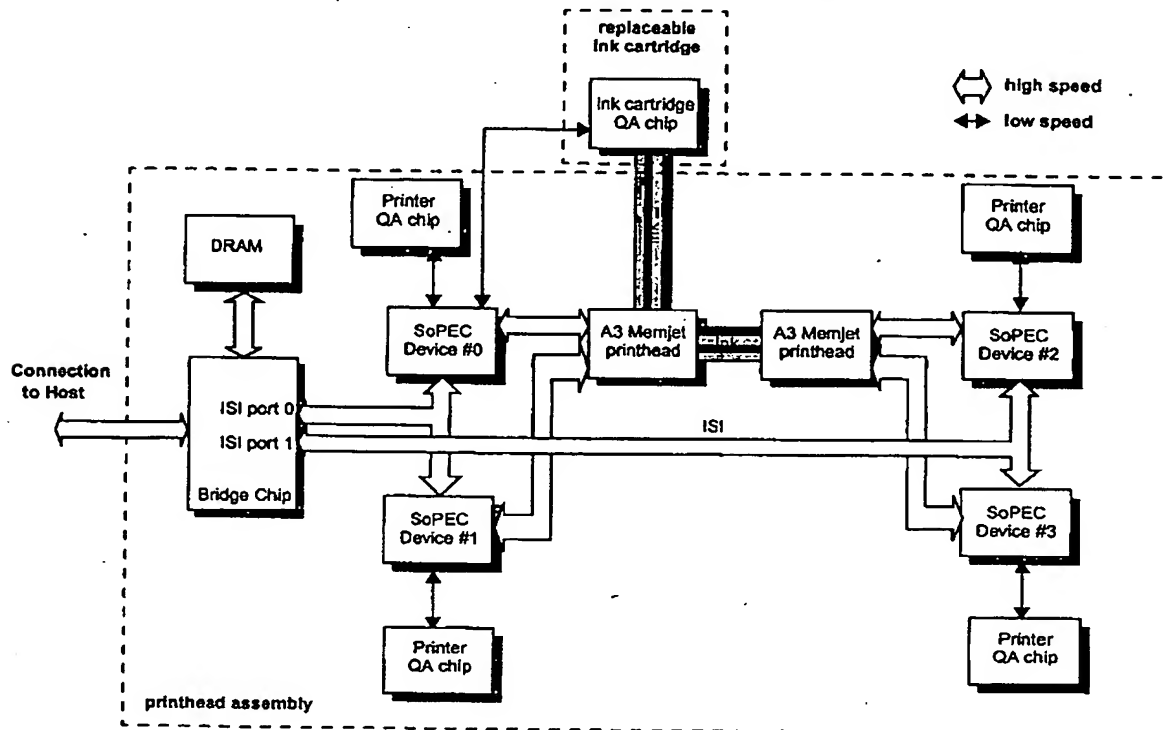 replaceable
ink cartridge
Ink cartridge
QA chip
high speed
low speed
Printer
QA chip
Printer
QA chip
DRAM
ink
SoPEC
Device #0
A3 Memjet
printhead
ink
A3 Memjet
printhead
SoPEC
Device #2
Connection
to Host
ISI port 0
ISI port 1
ISI
Bridge Chip
SoPEC
Device #1
SoPEC
Device #3
Printer
QA chip
Printer
QA chip
printhead assembly